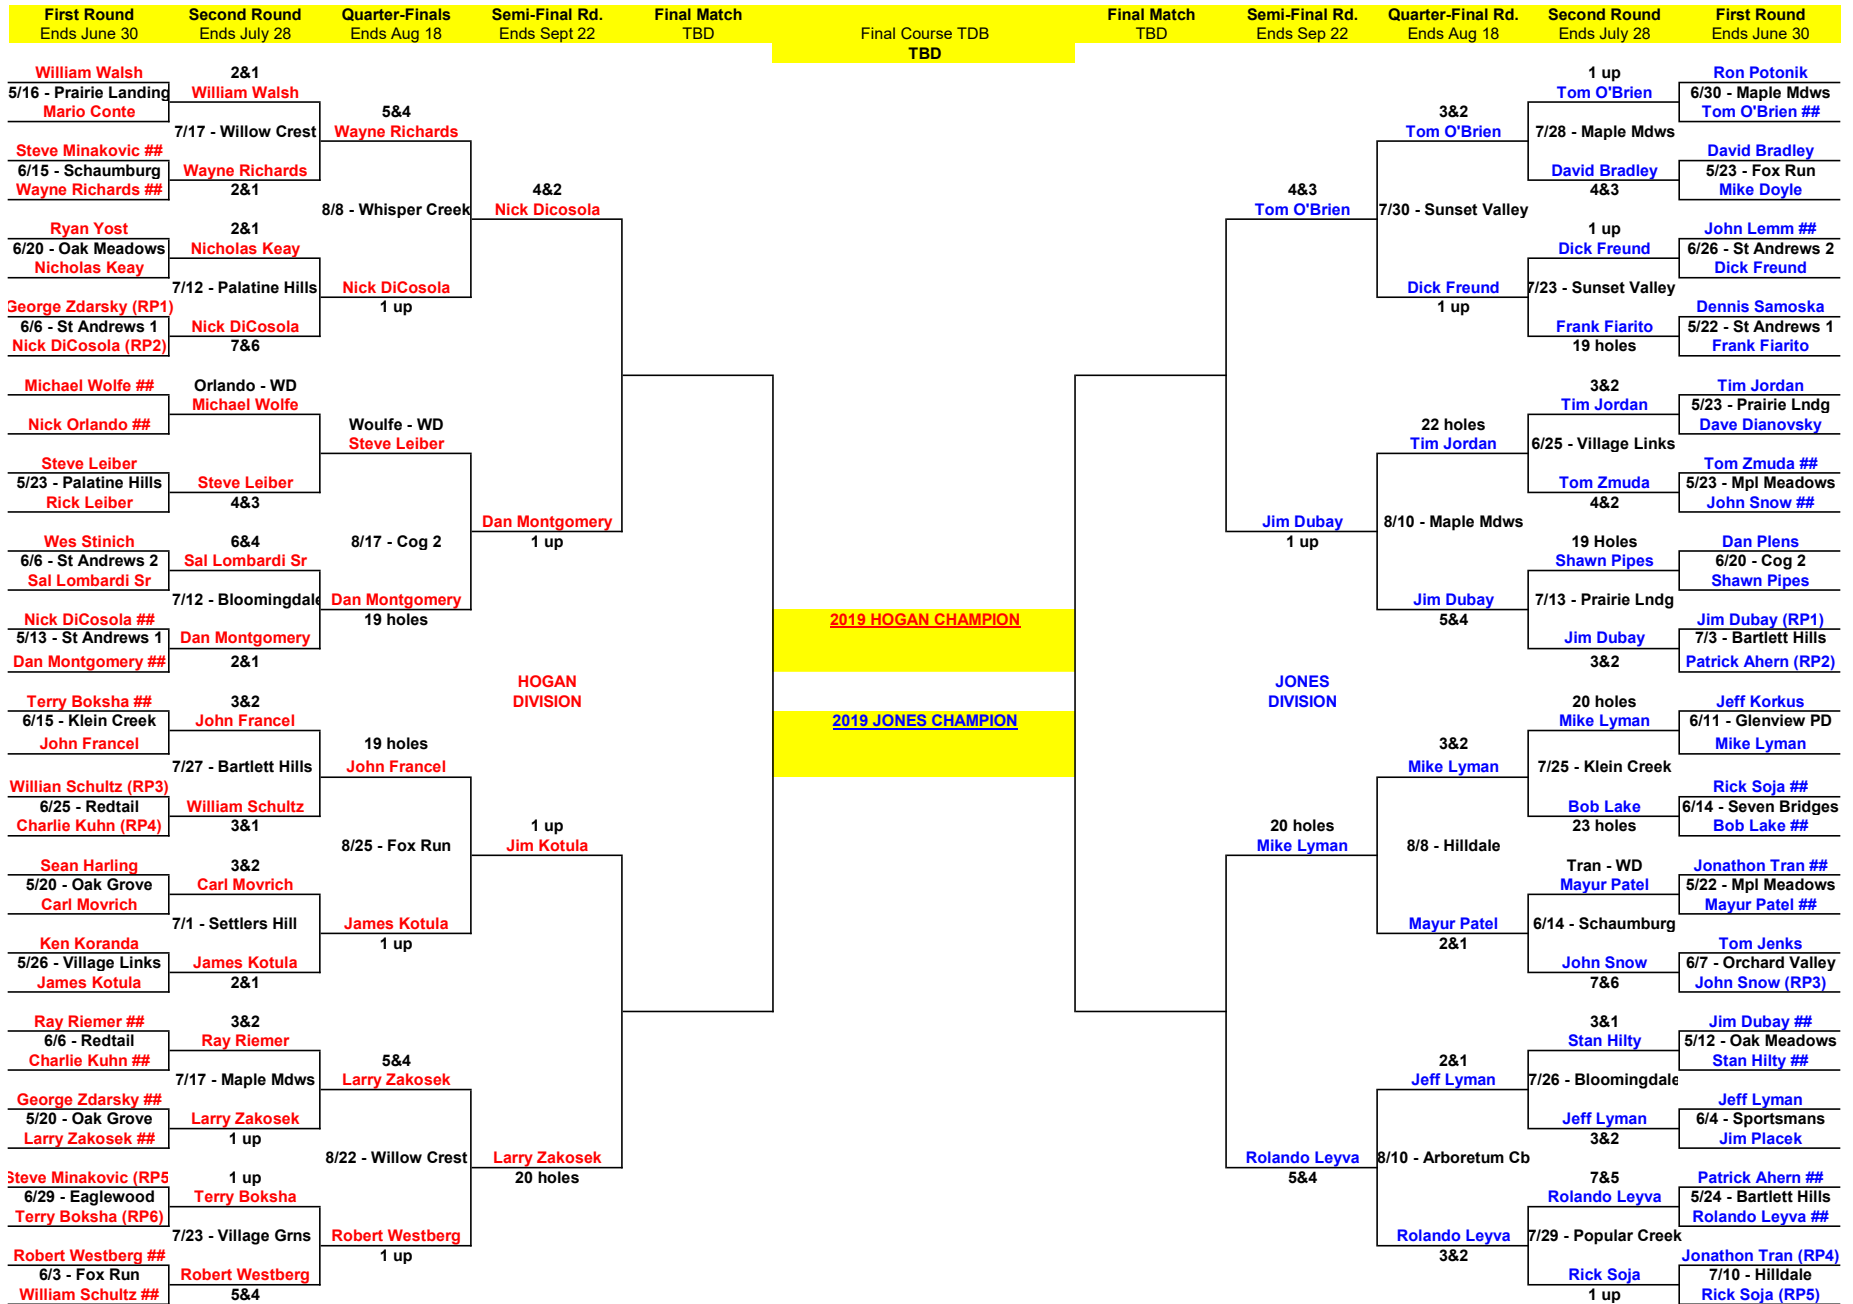 First Round Second Round Quarter-Finals Semi-Final Rd. Final Match Final Match Semi-Final Rd. Quarter-Final Rd. Second Round First Round
Ends June 30 Ends July 28 Ends Aug 18 Ends Sept 22 TBD Final Course TDB TBD Ends Sep 22 Ends Aug 18 Ends July 28 Ends June 30
TBD
William Walsh 2&1 1 up Ron Potonik
5/16 - Prairie Landing William Walsh Tom O'Brien 6/30 - Maple Mdws
Mario Conte 5&4 3&2 Tom O'Brien ##
7/17 - Willow Crest Wayne Richards Tom O'Brien 7/28 - Maple Mdws
Steve Minakovic ## David Bradley
6/15 - Schaumburg Wayne Richards David Bradley 5/23 - Fox Run
Wayne Richards ## 2&1 4&2 4&3 4&3 Mike Doyle
8/8 - Whisper Creek Nick Dicosola Tom O'Brien 7/30 - Sunset Valley
Ryan Yost 2&1 1 up John Lemm ##
6/20 - Oak Meadows Nicholas Keay Dick Freund 6/26 - St Andrews 2
Nicholas Keay Dick Freund
7/12 - Palatine Hills Nick DiCosola Dick Freund 7/23 - Sunset Valley
George Zdarsky (RP1) 1 up 1 up Dennis Samoska
6/6 - St Andrews 1 Nick DiCosola Frank Fiarito 5/22 - St Andrews 1
Nick DiCosola (RP2) 7&6 19 holes Frank Fiarito
Michael Wolfe ## Orlando - WD 3&2 Tim Jordan
Michael Wolfe Tim Jordan 5/23 - Prairie Lndg
Nick Orlando ## Woulfe - WD 22 holes Dave Dianovsky
Steve Leiber Tim Jordan 6/25 - Village Links
Steve Leiber Tom Zmuda ##
5/23 - Palatine Hills Steve Leiber Tom Zmuda 5/23 - Mpl Meadows
Rick Leiber 4&3 4&2 John Snow ##
Dan Montgomery Jim Dubay 8/10 - Maple Mdws
Wes Stinich 6&4 8/17 - Cog 2 1 up 1 up 19 Holes Dan Plens
6/6 - St Andrews 2 Sal Lombardi Sr Shawn Pipes 6/20 - Cog 2
Sal Lombardi Sr Shawn Pipes
7/12 - Bloomingdale Dan Montgomery Jim Dubay 7/13 - Prairie Lndg
Nick DiCosola ## 19 holes 2019 HOGAN CHAMPION 5&4 Jim Dubay (RP1)
5/13 - St Andrews 1 Dan Montgomery Jim Dubay 7/3 - Bartlett Hills
Dan Montgomery ## 2&1 3&2 Patrick Ahern (RP2)
HOGAN JONES
Terry Boksha ## 3&2 DIVISION DIVISION 20 holes Jeff Korkus
6/15 - Klein Creek John Francel 2019 JONES CHAMPION Mike Lyman 6/11 - Glenview PD
John Francel 19 holes 3&2 Mike Lyman
7/27 - Bartlett Hills John Francel Mike Lyman 7/25 - Klein Creek
Willian Schultz (RP3) Rick Soja ##
6/25 - Redtail William Schultz Bob Lake 6/14 - Seven Bridges
Charlie Kuhn (RP4) 3&1 1 up 20 holes 23 holes Bob Lake ##
8/25 - Fox Run Jim Kotula Mike Lyman 8/8 - Hilldale
Sean Harling 3&2 Tran - WD Jonathon Tran ##
5/20 - Oak Grove Carl Movrich Mayur Patel 5/22 - Mpl Meadows
Carl Movrich Mayur Patel ##
7/1 - Settlers Hill James Kotula Mayur Patel 6/14 - Schaumburg
Ken Koranda 1 up 2&1 Tom Jenks
5/26 - Village Links James Kotula John Snow 6/7 - Orchard Valley
James Kotula 2&1 7&6 John Snow (RP3)
Ray Riemer ## 3&2 3&1 Jim Dubay ##
6/6 - Redtail Ray Riemer Stan Hilty 5/12 - Oak Meadows
Charlie Kuhn ## 5&4 2&1 Stan Hilty ##
7/17 - Maple Mdws Larry Zakosek Jeff Lyman 7/26 - Bloomingdale
George Zdarsky ## Jeff Lyman
5/20 - Oak Grove Larry Zakosek Jeff Lyman 6/4 - Sportsmans
Larry Zakosek ## 1 up 3&2 Jim Placek
8/22 - Willow Crest Larry Zakosek Rolando Leyva 8/10 - Arboretum Cb
Steve Minakovic (RP5 1 up 20 holes 5&4 7&5 Patrick Ahern ##
6/29 - Eaglewood Terry Boksha Rolando Leyva 5/24 - Bartlett Hills
Terry Boksha (RP6) Rolando Leyva ##
7/23 - Village Grns Robert Westberg Rolando Leyva 7/29 - Popular Creek
Robert Westberg ## 1 up 3&2 Jonathon Tran (RP4)
6/3 - Fox Run Robert Westberg Rick Soja 7/10 - Hilldale
William Schultz ## 5&4 1 up Rick Soja (RP5)